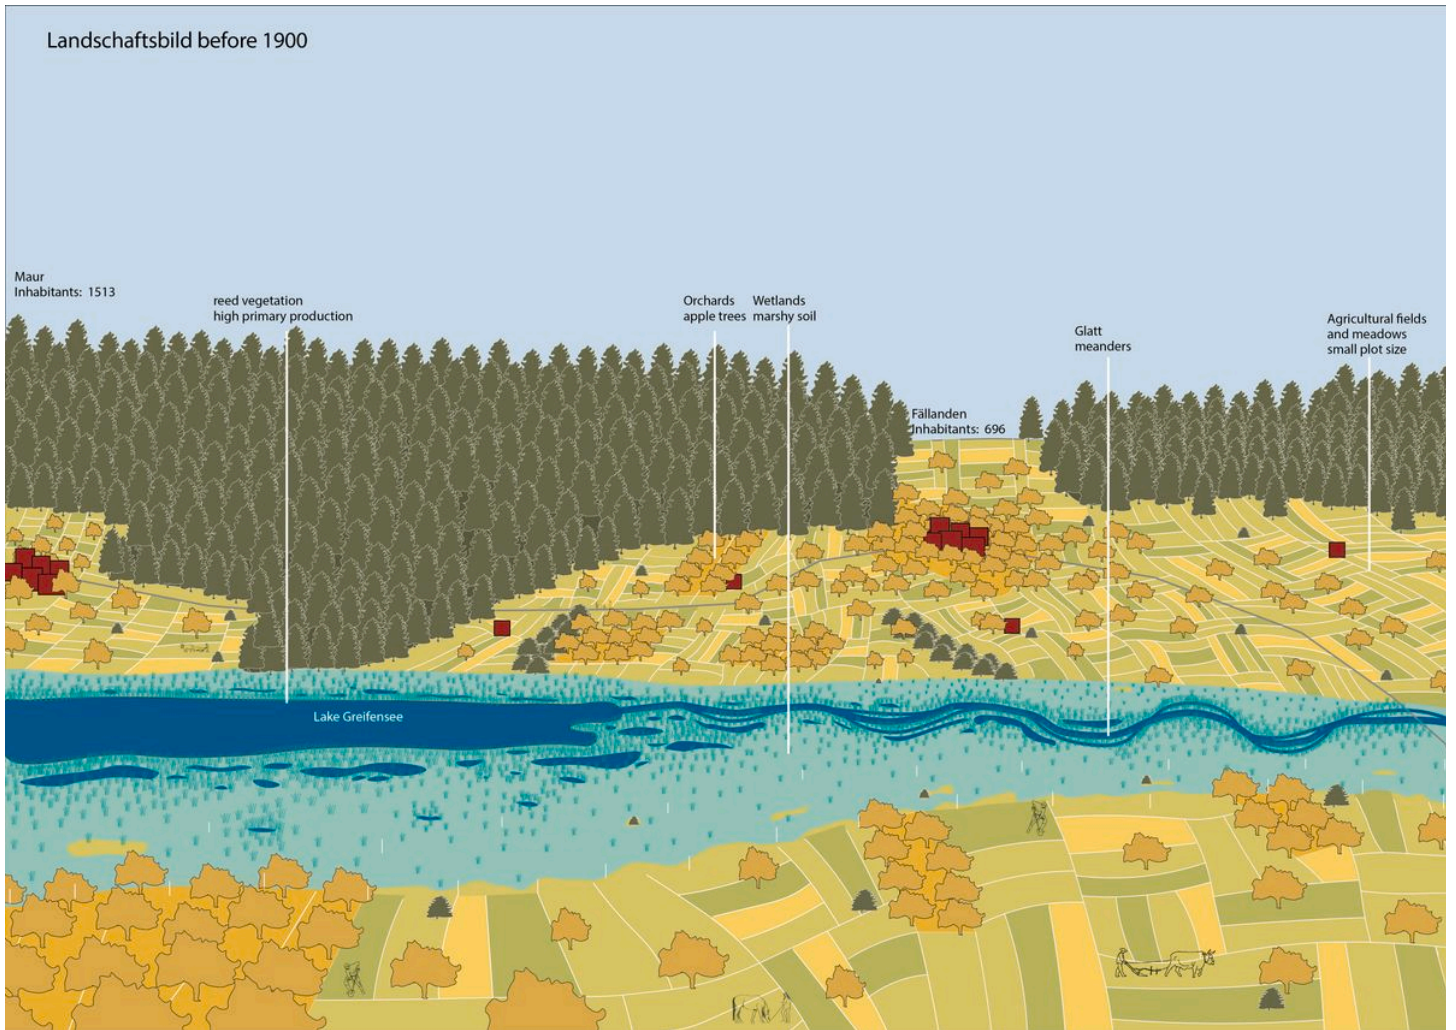 Landschaftsbild before 1900
Maur
Inhabitants: 1513
reed vegetation
high primary production
Orchards
apple trees
Wetlands
marshy soil
Glatt
meanders
Agricultural fields
and meadows
small plot size
Fällanden
Inhabitants: 696
Lake Greifensee